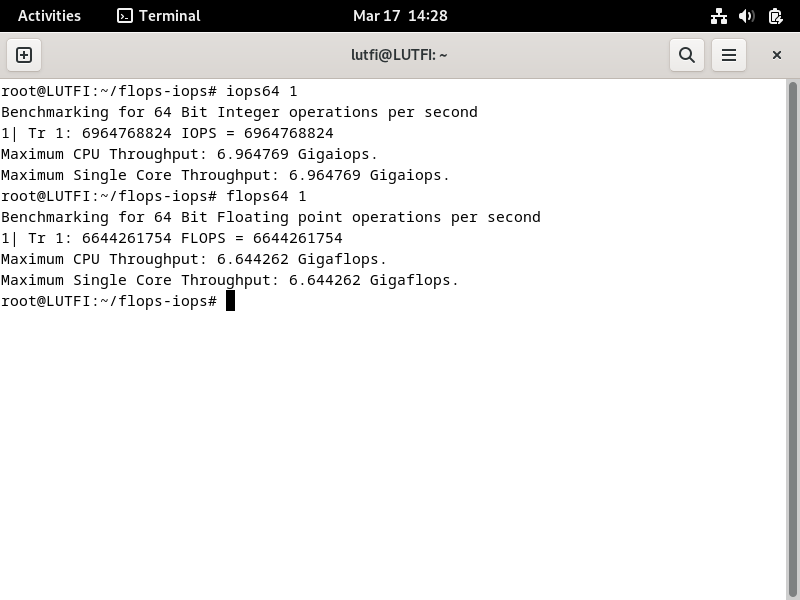 Activities Terminal Mar 17 14:28
lutfi@LUTFI: ~
root@LUTFI:~/flops-iops# iops64 1
Benchmarking for 64 Bit Integer operations per second
1| Tr 1: 6964768824 IOPS = 6964768824
Maximum CPU Throughput: 6.964769 Gigaiops.
Maximum Single Core Throughput: 6.964769 Gigaiops.
root@LUTFI:~/flops-iops# flops64 1
Benchmarking for 64 Bit Floating point operations per second
1| Tr 1: 6644261754 FLOPS = 6644261754
Maximum CPU Throughput: 6.644262 Gigaflops.
Maximum Single Core Throughput: 6.644262 Gigaflops.
root@LUTFI:~/flops-iops#